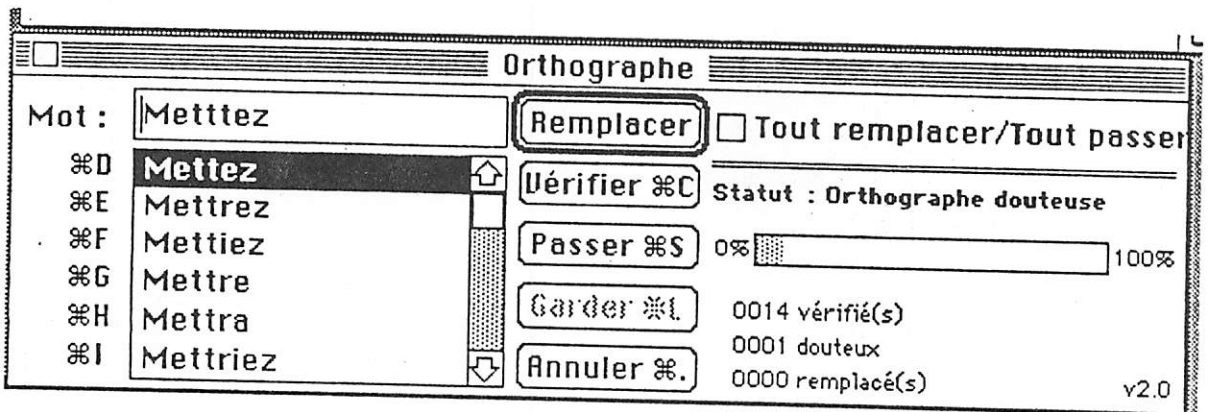 Orthographe
Mot : Metttez
⌘D Mettez
⌘E Mettrez
⌘F Mettiez
⌘G Mettre
⌘H Mettra
⌘I Mettriez
Remplacer
Vérifier ⌘C
Passer ⌘S
Garder ⌘L
Annuler ⌘.
Tout remplacer/Tout passer
Statut : Orthographe douteuse
0% 100%
0014 vérifié(s)
0001 douteux
0000 remplacé(s)
v2.0